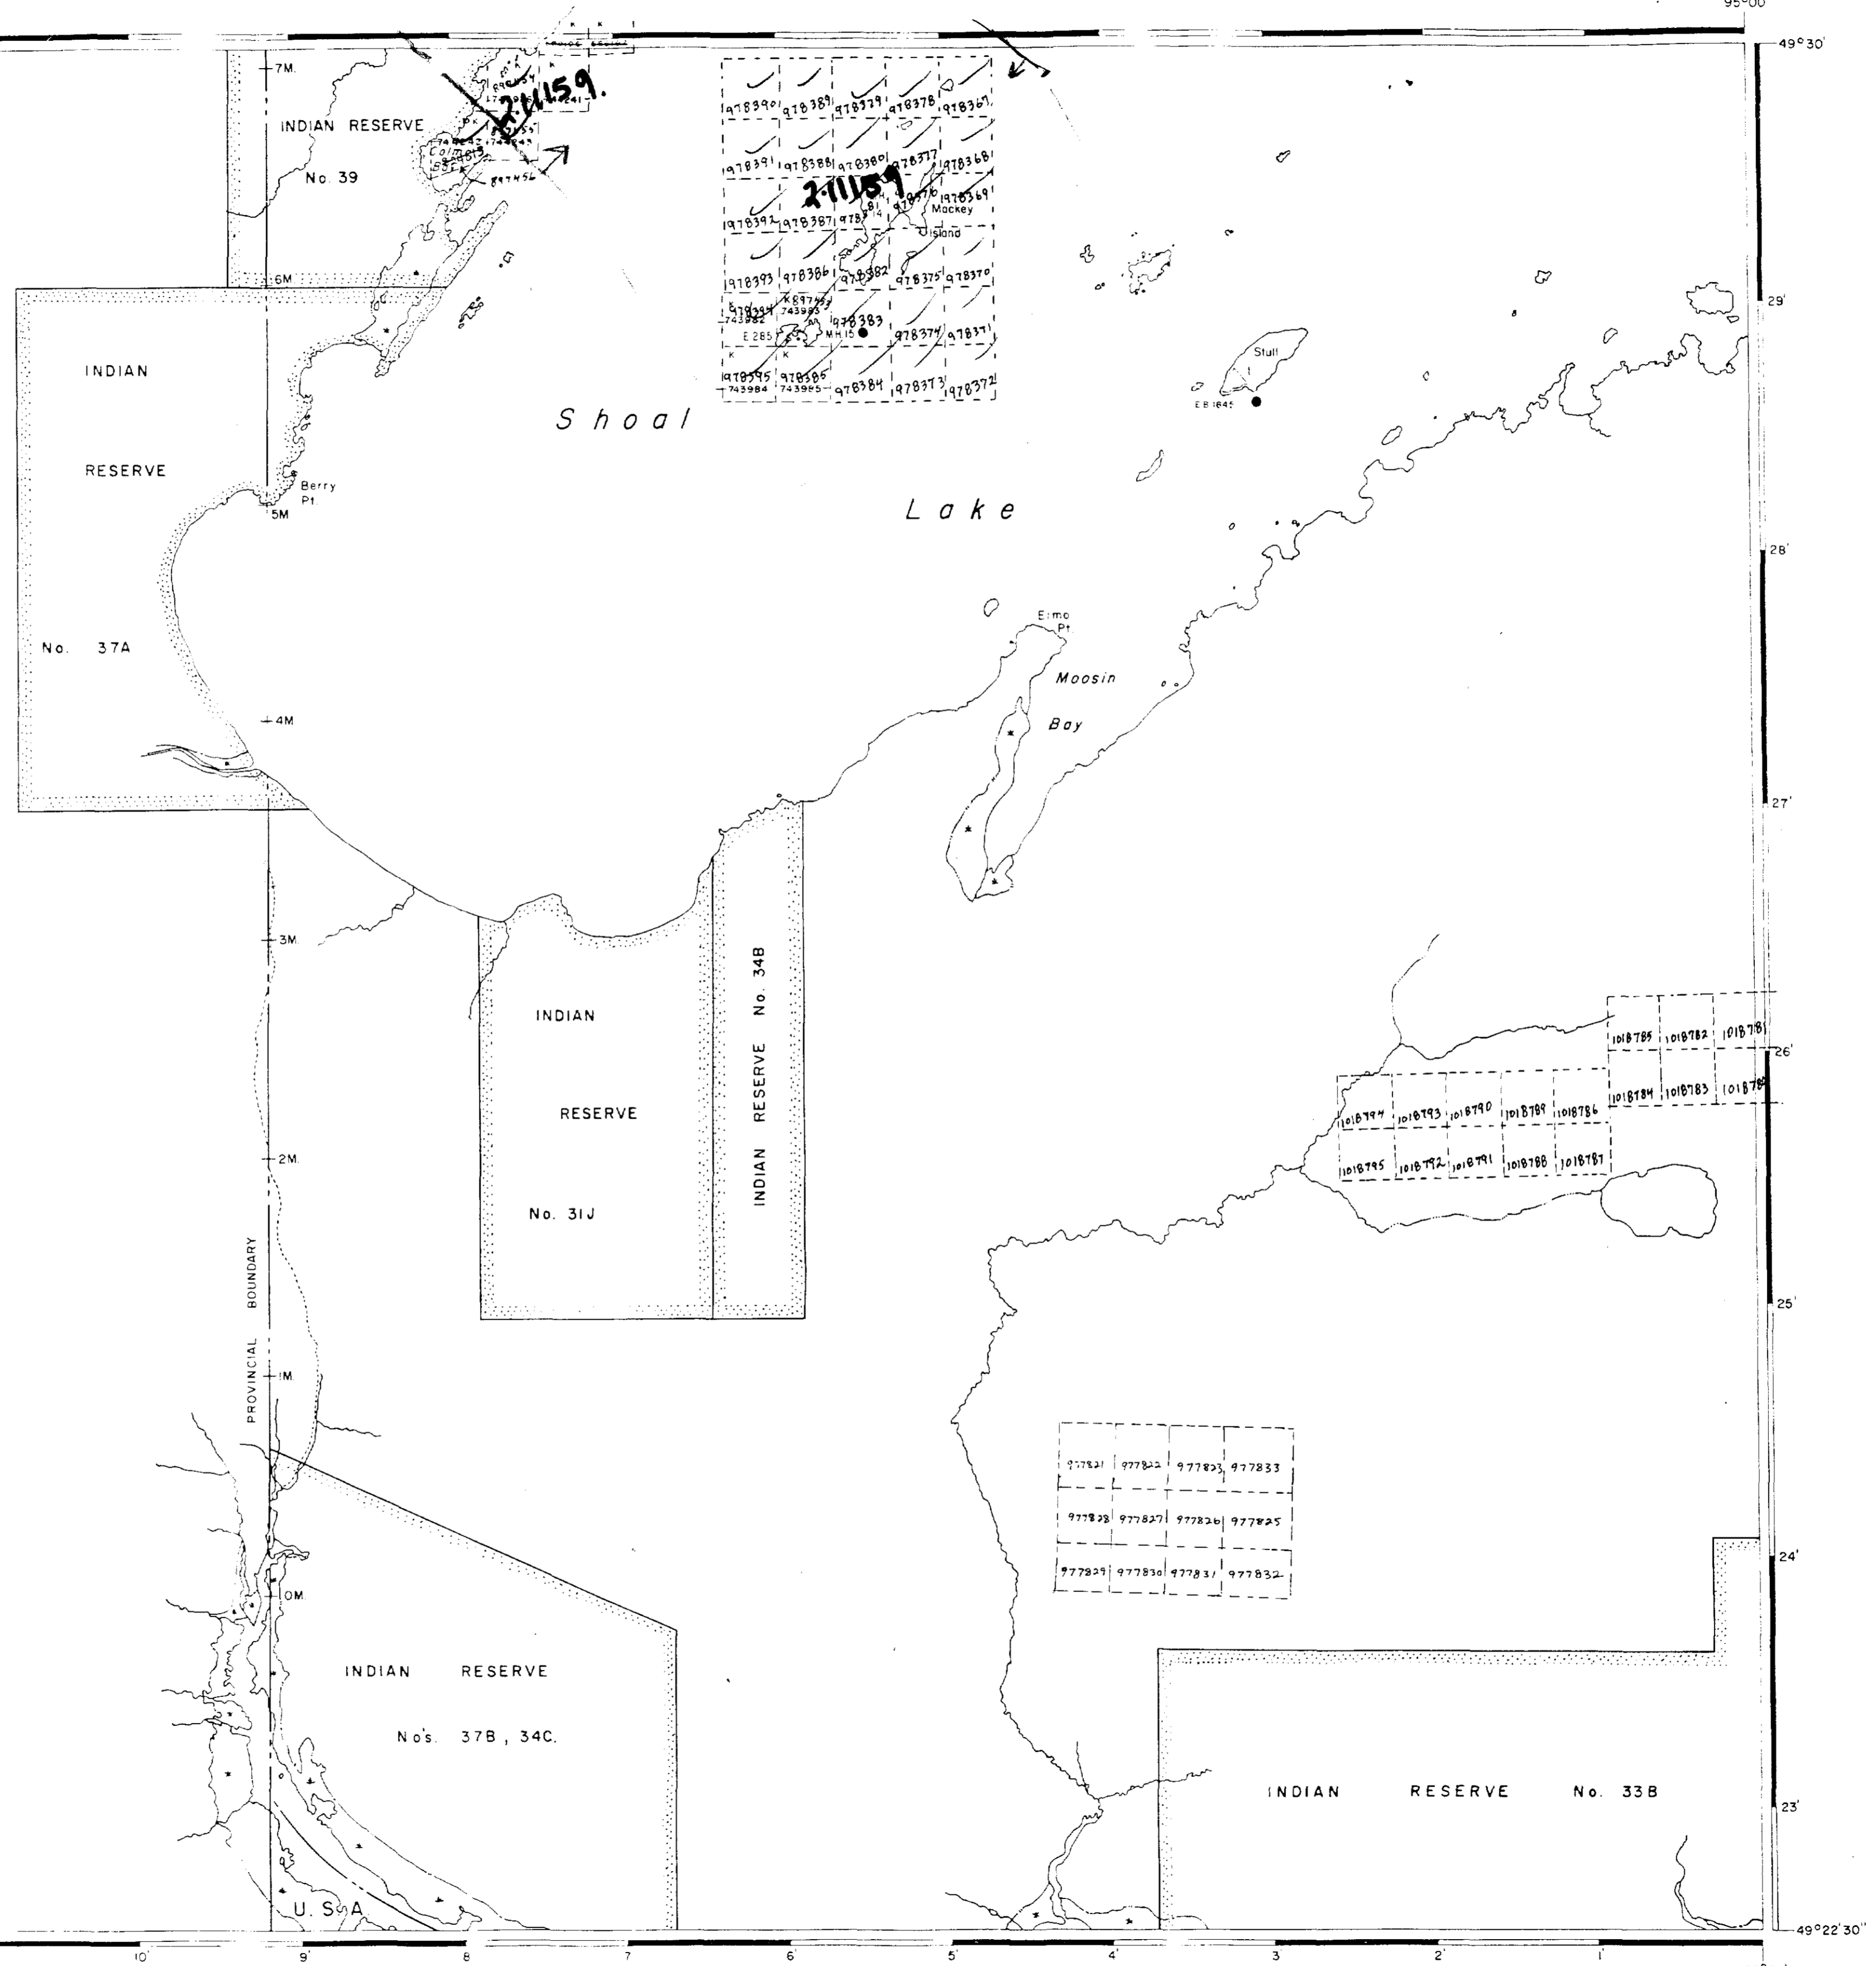 95°00'
49°30'
7M.
INDIAN RESERVE
No. 39
6M
211159.
744242
744243
897456
978390 978389 978379 978378 978367
978391 978388 978380 978377 978368
2.11159
978392 978387 978376 978369
Mackey
Island
978393 978386 978382 978375 978370
K K 897453
743982 743983 978383 978374 978371
E 285 MH 15
K K
978395 978385 978384 978373 978372
743984 743985
29'
INDIAN
RESERVE
No. 37A
Stull
EB 1845
Shoal
Lake
Berry
Pt.
5M
28'
Elmo
Pt.
Moosin
Bay
4M
27'
3M.
INDIAN
RESERVE
No. 31J
INDIAN RESERVE No. 34B
1018785 1018782 1018781
26'
1018784 1018783
1018794 1018793 1018790 1018789 1018786
1018795 1018792 1018791 1018788 1018787
2M.
PROVINCIAL BOUNDARY
25'
1M.
977821 977822 977823 977833
977828 977827 977826 977825
977829 977830 977831 977832
24'
0M.
INDIAN RESERVE
No's. 37B, 34C.
INDIAN RESERVE No. 33B
23'
U.S.A.
49°22'30"
10' 9' 8' 7' 6' 5' 4' 3' 2' 1'